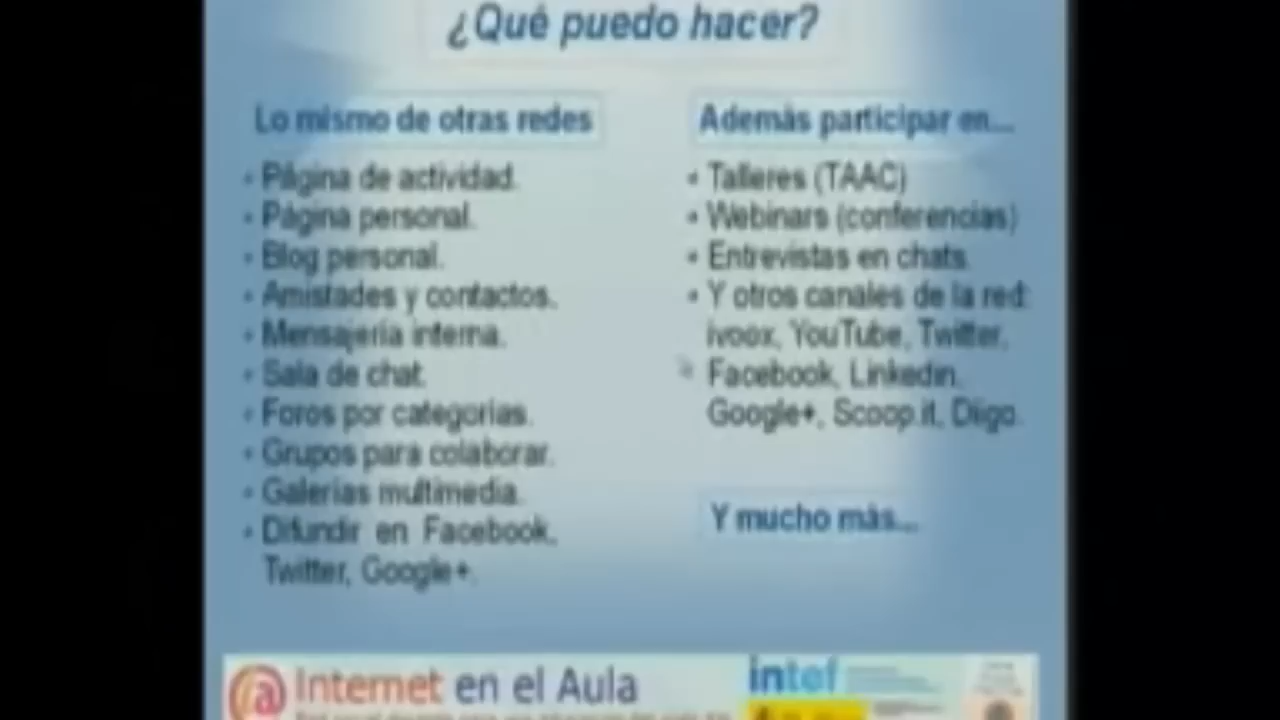 ¿Qué puedo hacer?
Lo mismo de otras redes
• Página de actividad.
• Página personal.
• Blog personal.
• Amistades y contactos.
• Mensajería interna.
• Sala de chat.
• Foros por categorías.
• Grupos para colaborar.
• Galerías multimedia.
• Difundir en Facebook,
Twitter, Google+.
Además participar en...
• Talleres (TAAC)
• Webinars (conferencias)
• Entrevistas en chats.
• Y otros canales de la red:
ivoox, YouTube, Twitter,
Facebook, Linkedin,
Google+, Scoop.it, Diigo.
Y mucho más...
@ Internet en el Aula
intef